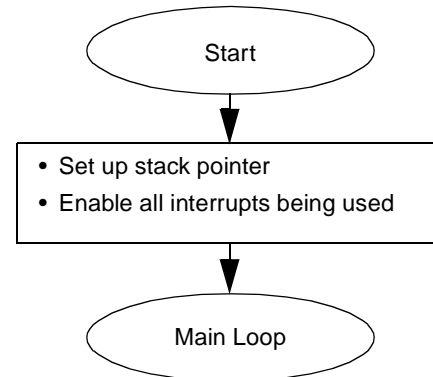 Start
• Set up stack pointer
• Enable all interrupts being used
Main Loop